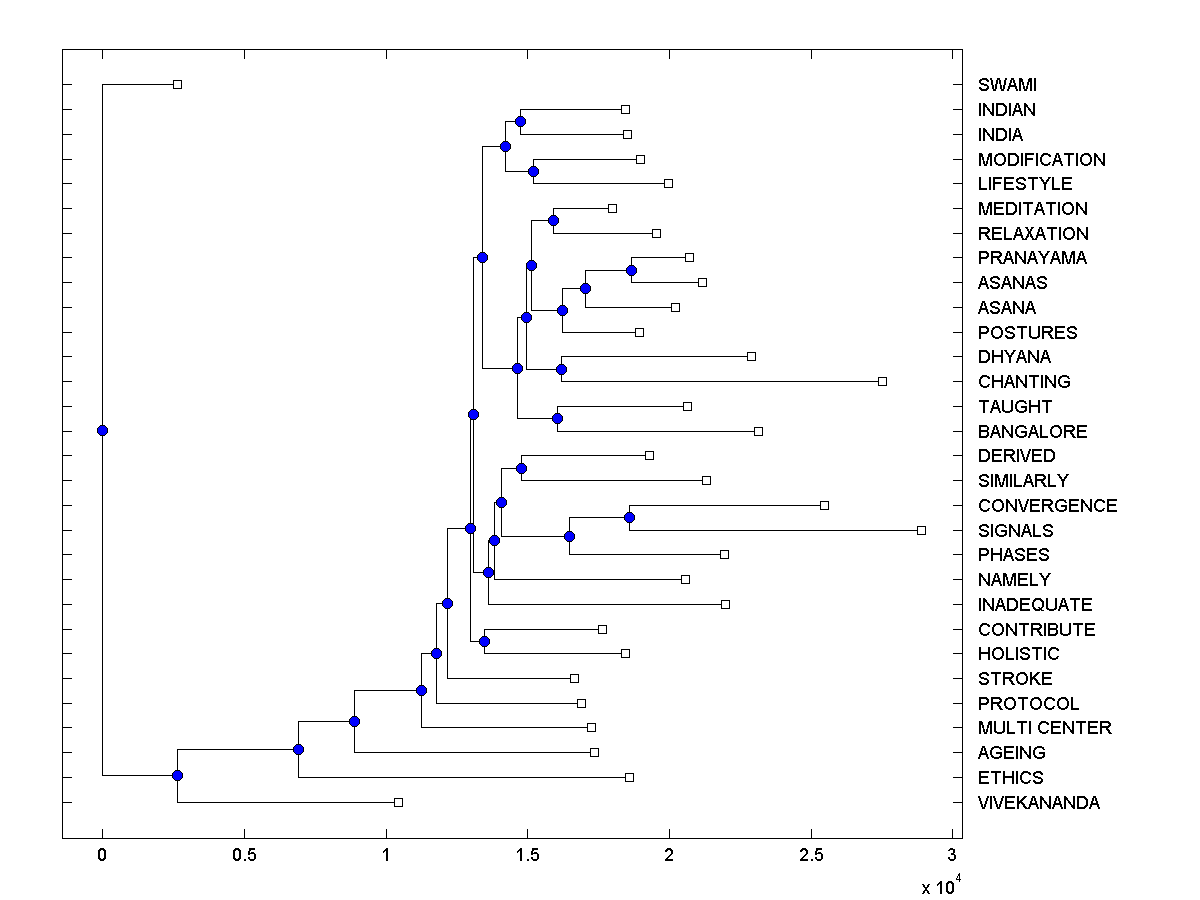 SWAMI
INDIAN
INDIA
MODIFICATION
LIFESTYLE
MEDITATION
RELAXATION
PRANAYAMA
ASANAS
ASANA
POSTURES
DHYANA
CHANTING
TAUGHT
BANGALORE
DERIVED
SIMILARLY
CONVERGENCE
SIGNALS
PHASES
NAMELY
INADEQUATE
CONTRIBUTE
HOLISTIC
STROKE
PROTOCOL
MULTI CENTER
AGEING
ETHICS
VIVEKANANDA
0 0.5 1 1.5 2 2.5 3
x 10^4